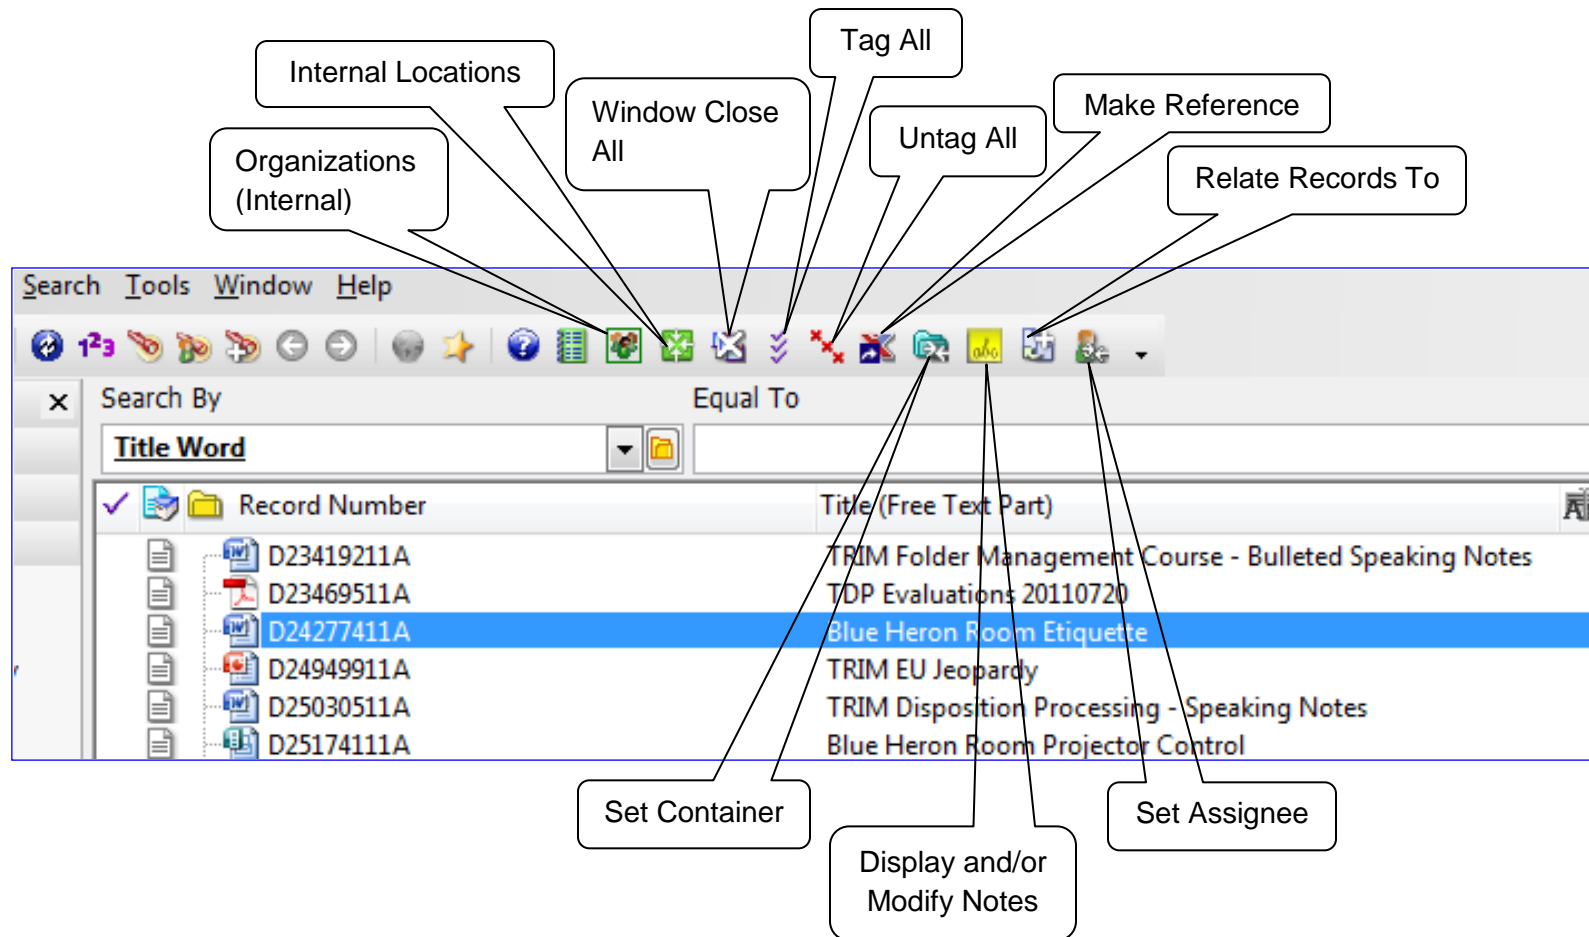 Tag All
Internal Locations
Window Close
All
Make Reference
Untag All
Organizations
(Internal)
Relate Records To
Search Tools Window Help
123
abc
Search By
Equal To
Title Word
Record Number
Title (Free Text Part)
D23419211A
TRIM Folder Management Course - Bulleted Speaking Notes
D23469511A
TDP Evaluations 20110720
D24277411A
Blue Heron Room Etiquette
D24949911A
TRIM EU Jeopardy
D25030511A
TRIM Disposition Processing - Speaking Notes
D25174111A
Blue Heron Room Projector Control
Set Container
Set Assignee
Display and/or
Modify Notes